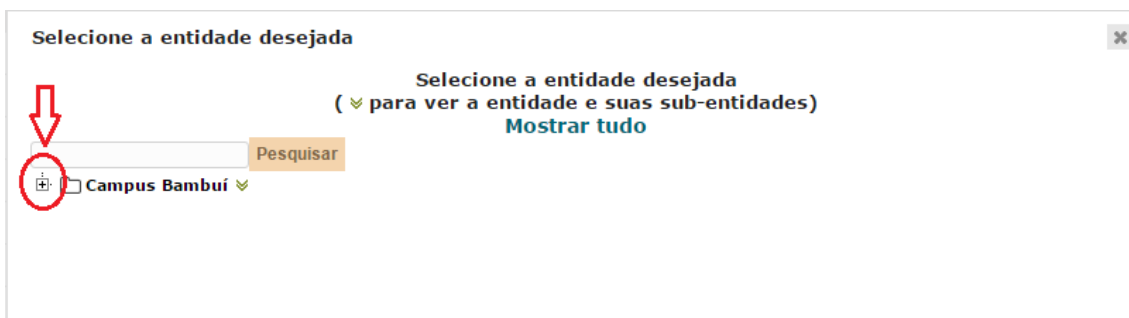 Selecione a entidade desejada
Selecione a entidade desejada
( para ver a entidade e suas sub-entidades)
Mostrar tudo
Pesquisar
Campus Bambuí